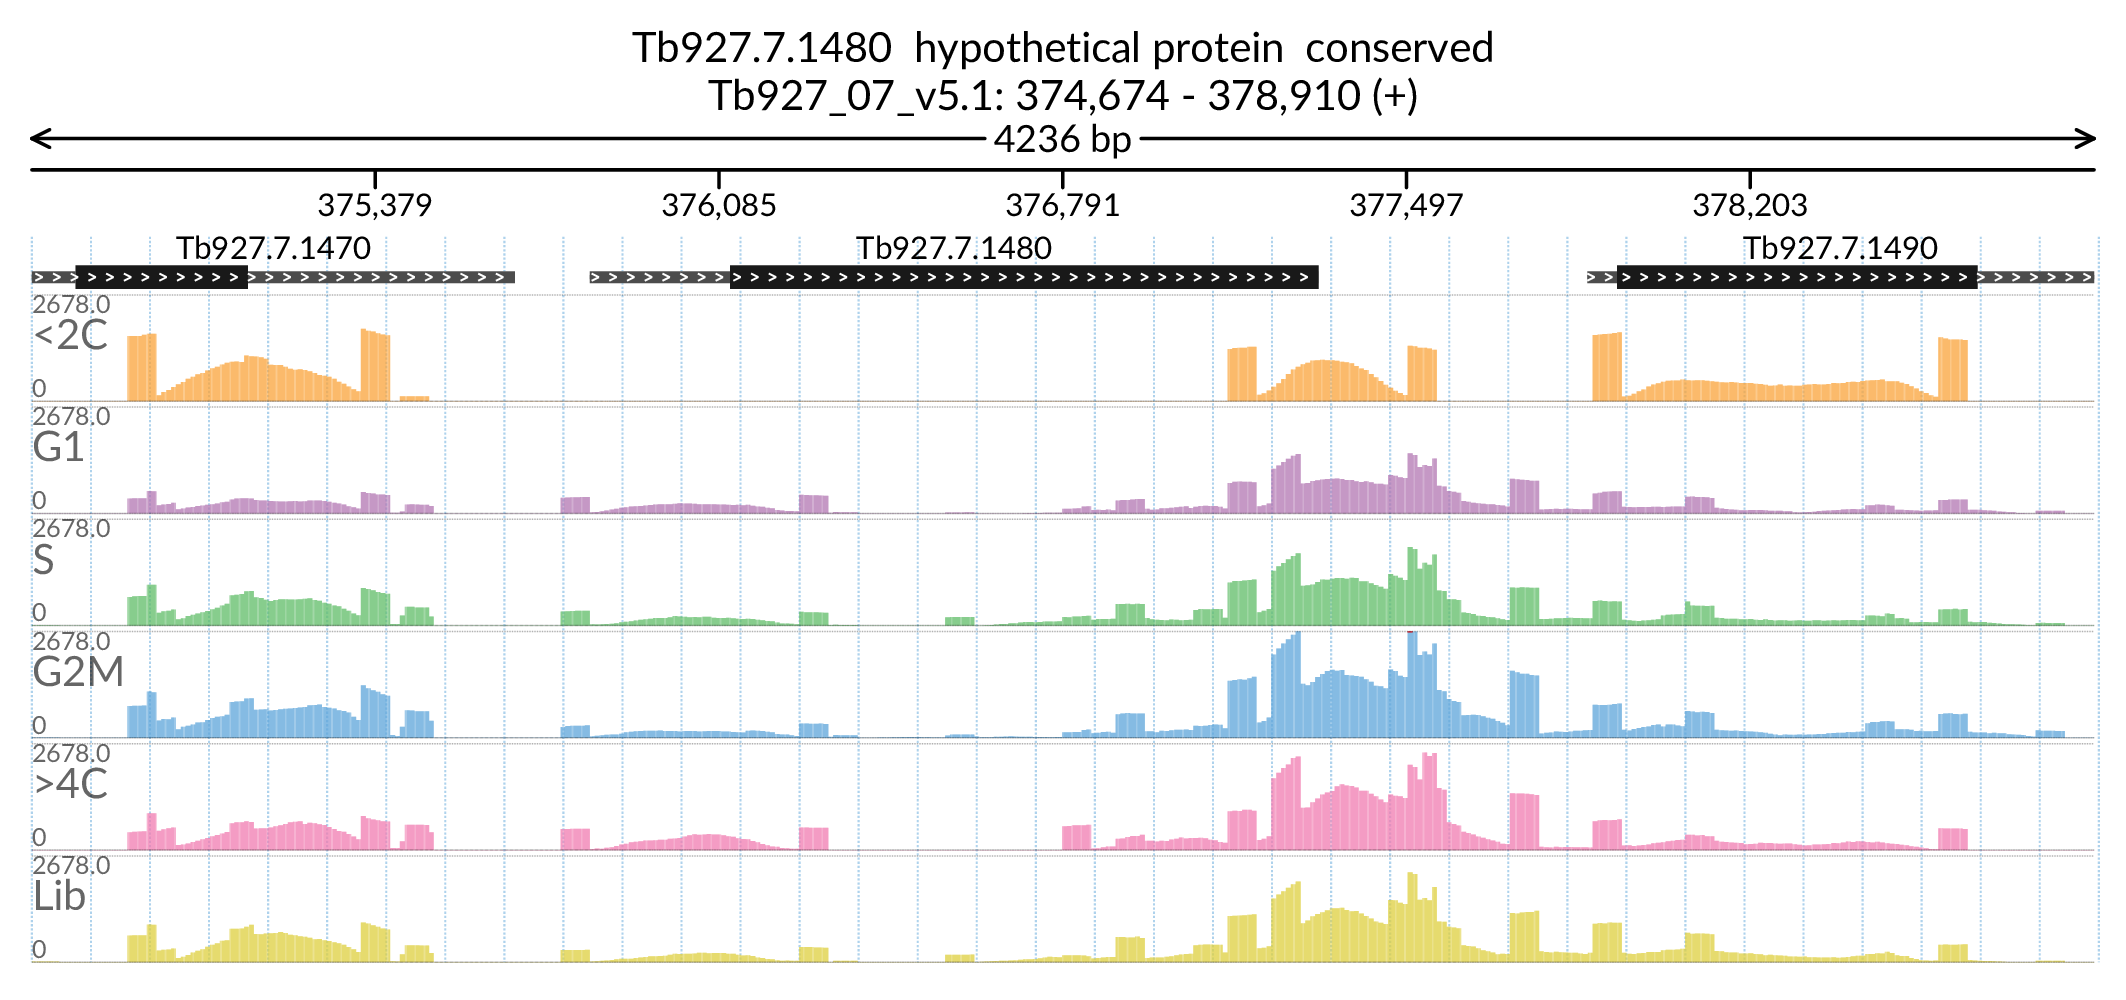 Tb927.7.1480 hypothetical protein conserved
Tb927_07_v5.1: 374,674 - 378,910 (+)
4236 bp
375,379 376,085 376,791 377,497 378,203
Tb927.7.1470 Tb927.7.1480 Tb927.7.1490
2678.0
<2C
0
2678.0
G1
0
2678.0
S
0
2678.0
G2M
0
2678.0
>4C
0
2678.0
Lib
0